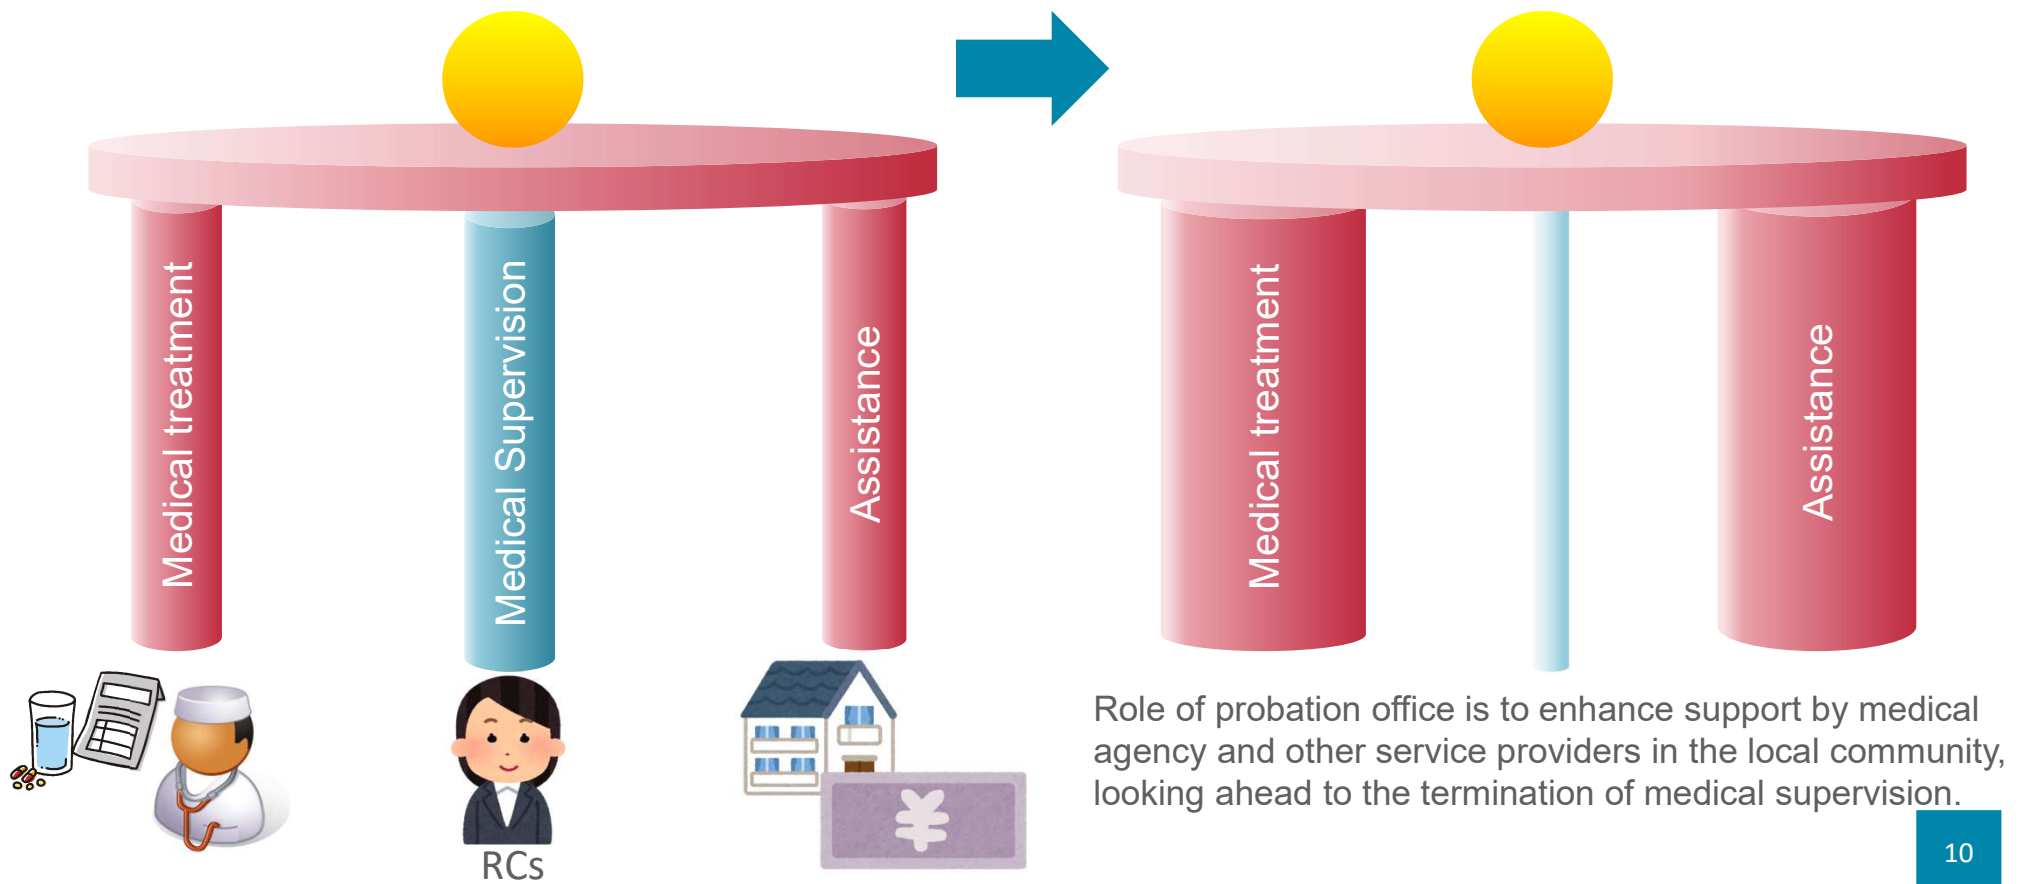 Medical treatment
Medical Supervision
Assistance
RCs
¥
Medical treatment
Assistance
Role of probation office is to enhance support by medical
agency and other service providers in the local community,
looking ahead to the termination of medical supervision.
10